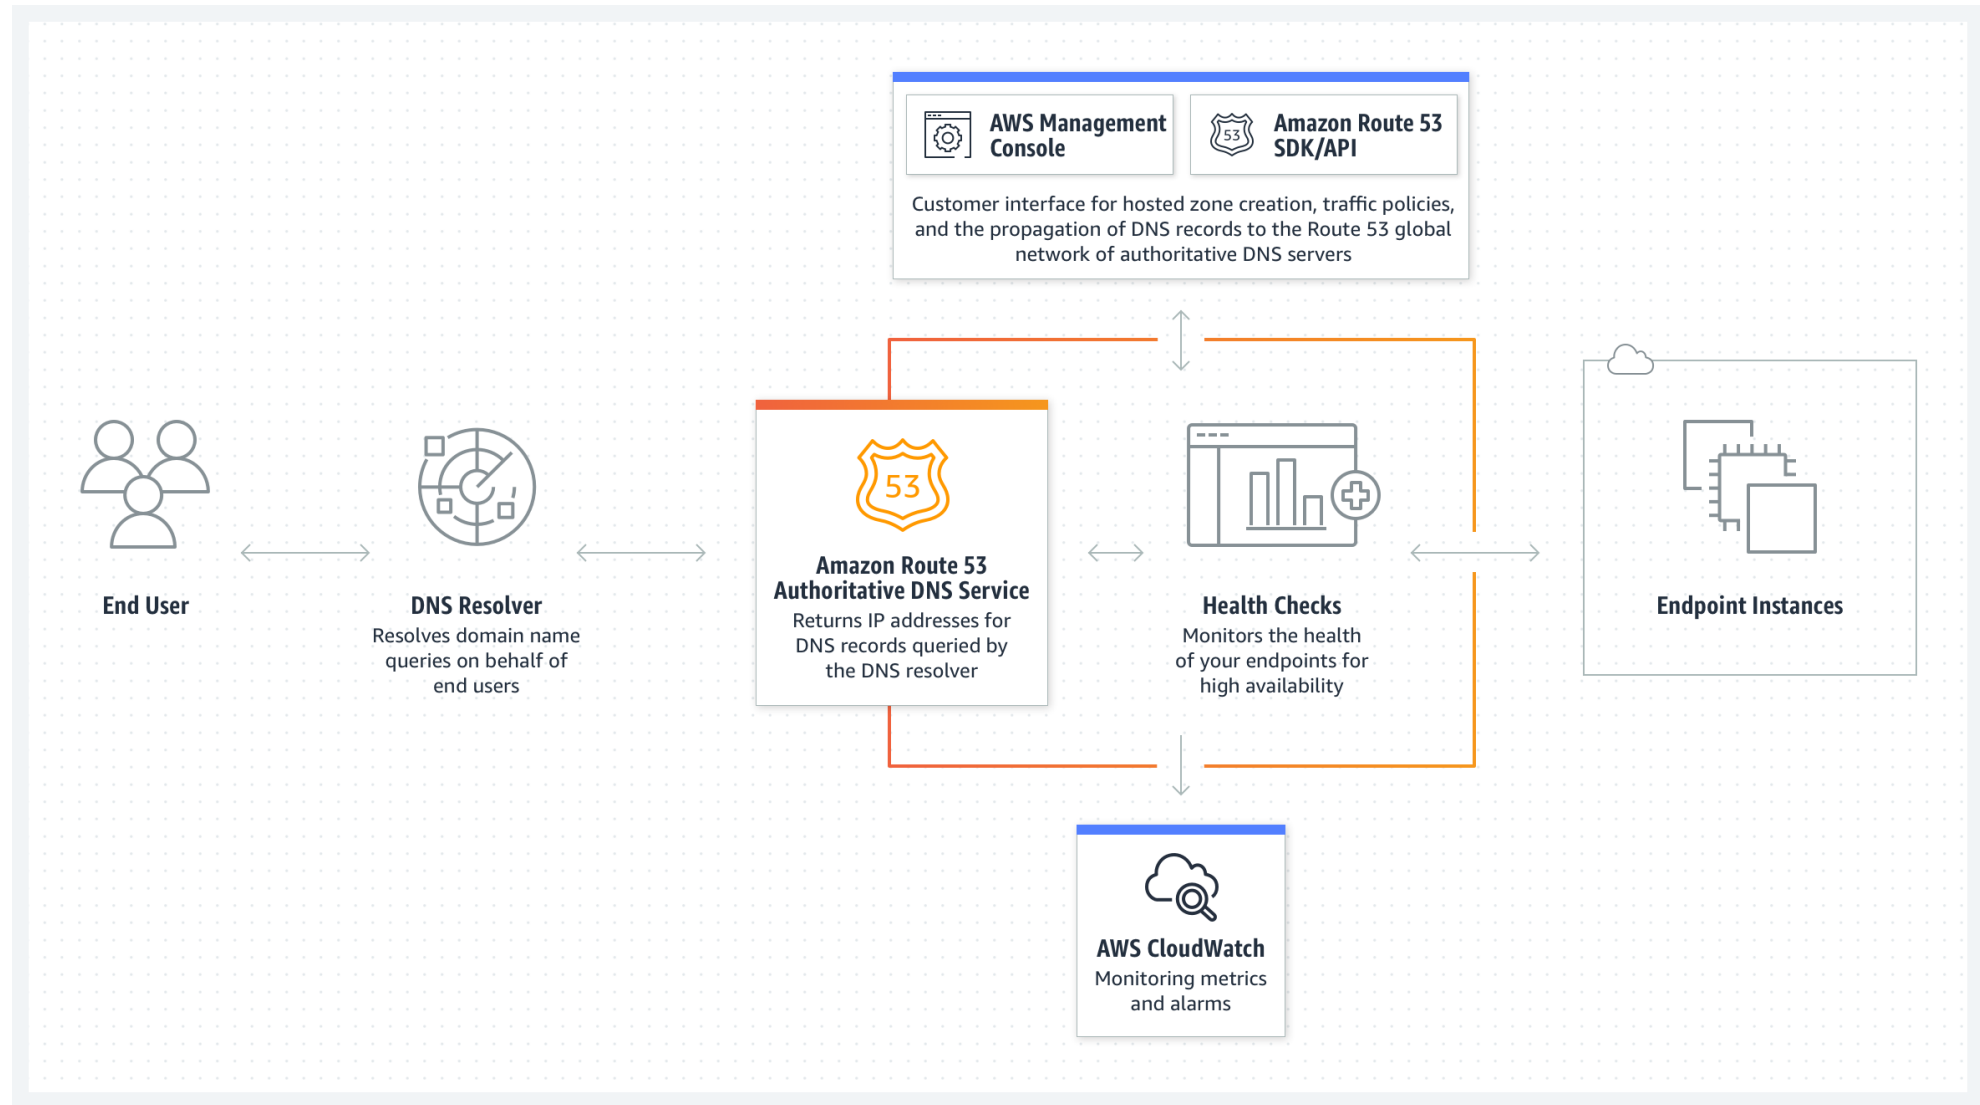 AWS Management
Console
53
Amazon Route 53
SDK/API
Customer interface for hosted zone creation, traffic policies,
and the propagation of DNS records to the Route 53 global
network of authoritative DNS servers
End User
DNS Resolver
Resolves domain name
queries on behalf of
end users
53
Amazon Route 53
Authoritative DNS Service
Returns IP addresses for
DNS records queried by
the DNS resolver
Health Checks
Monitors the health
of your endpoints for
high availability
Endpoint Instances
AWS CloudWatch
Monitoring metrics
and alarms